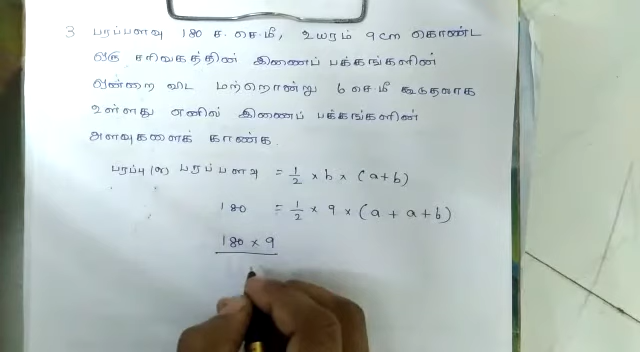 3 பரப்பளவு 180 ச. செ.மீ, உயரம் 9cm கொண்ட
ஒரு சரிவகத்தின் இணைப் பக்கங்களின்
ஒன்றை விட மற்றொன்று 6 செ.மீ கூடுதலாக
உள்ளது எனில் இணைப் பக்கங்களின்
அளவுகளைக் காண்க.
பரப்பு (அ) பரப்பளவு = 1/2 × h × (a+b)
180 = 1/2 × 9 × (a + a + b)
180 × 9